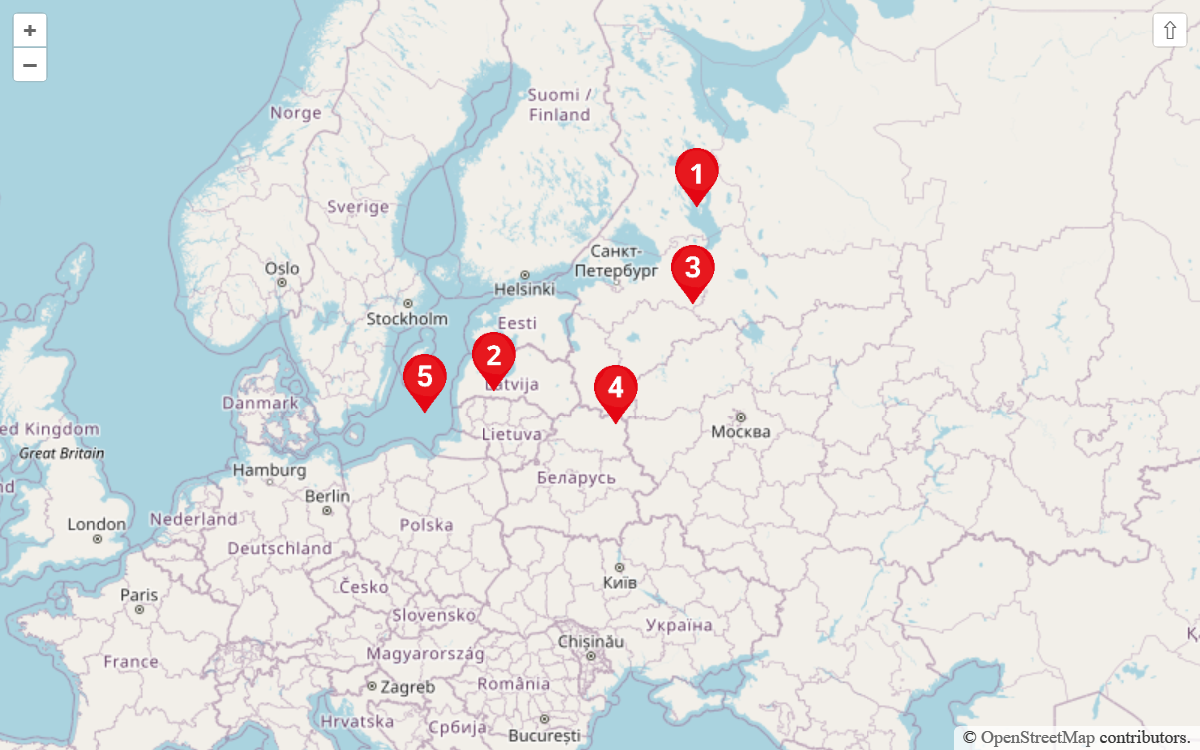 +
−
⇧
Suomi /
Finland
Norge
1
Sverige
Санкт-
Петербург
3
Oslo
Helsinki
Stockholm
Eesti
2
Latvija
5
4
Danmark
ed Kingdom
Great Britain
Москва
Lietuva
Hamburg
Беларусь
nd
Berlin
London
Nederland
Polska
Deutschland
Київ
Česko
Paris
Slovensko
Україна
Chișinău
Қ
Magyarország
France
Zagreb
România
Hrvatska
Србија
București
© OpenStreetMap contributors.